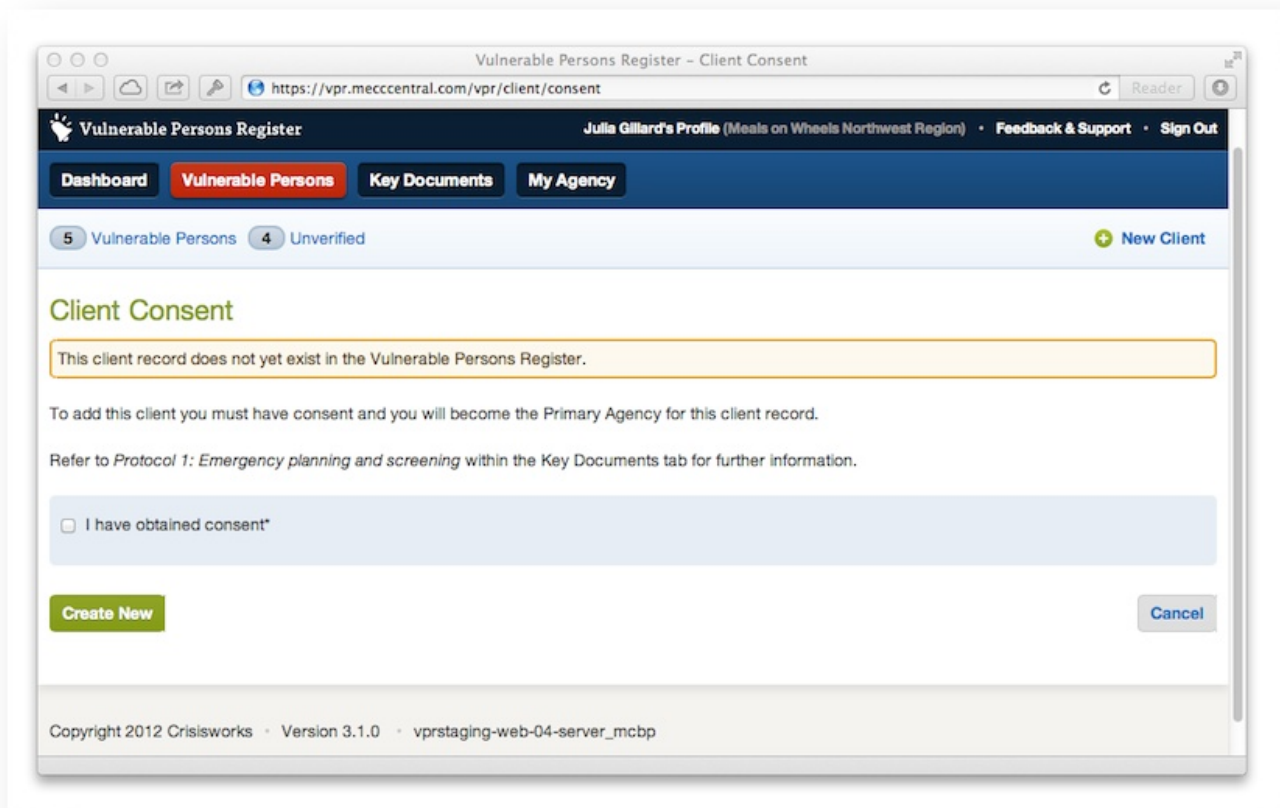 Vulnerable Persons Register – Client Consent
https://vpr.mecccentral.com/vpr/client/consent
Reader
Vulnerable Persons Register
Julia Gillard's Profile (Meals on Wheels Northwest Region) • Feedback & Support • Sign Out
Dashboard
Vulnerable Persons
Key Documents
My Agency
5 Vulnerable Persons 4 Unverified
New Client
Client Consent
This client record does not yet exist in the Vulnerable Persons Register.
To add this client you must have consent and you will become the Primary Agency for this client record.
Refer to Protocol 1: Emergency planning and screening within the Key Documents tab for further information.
I have obtained consent*
Create New
Cancel
Copyright 2012 Crisisworks • Version 3.1.0 • vprstaging-web-04-server_mcbp